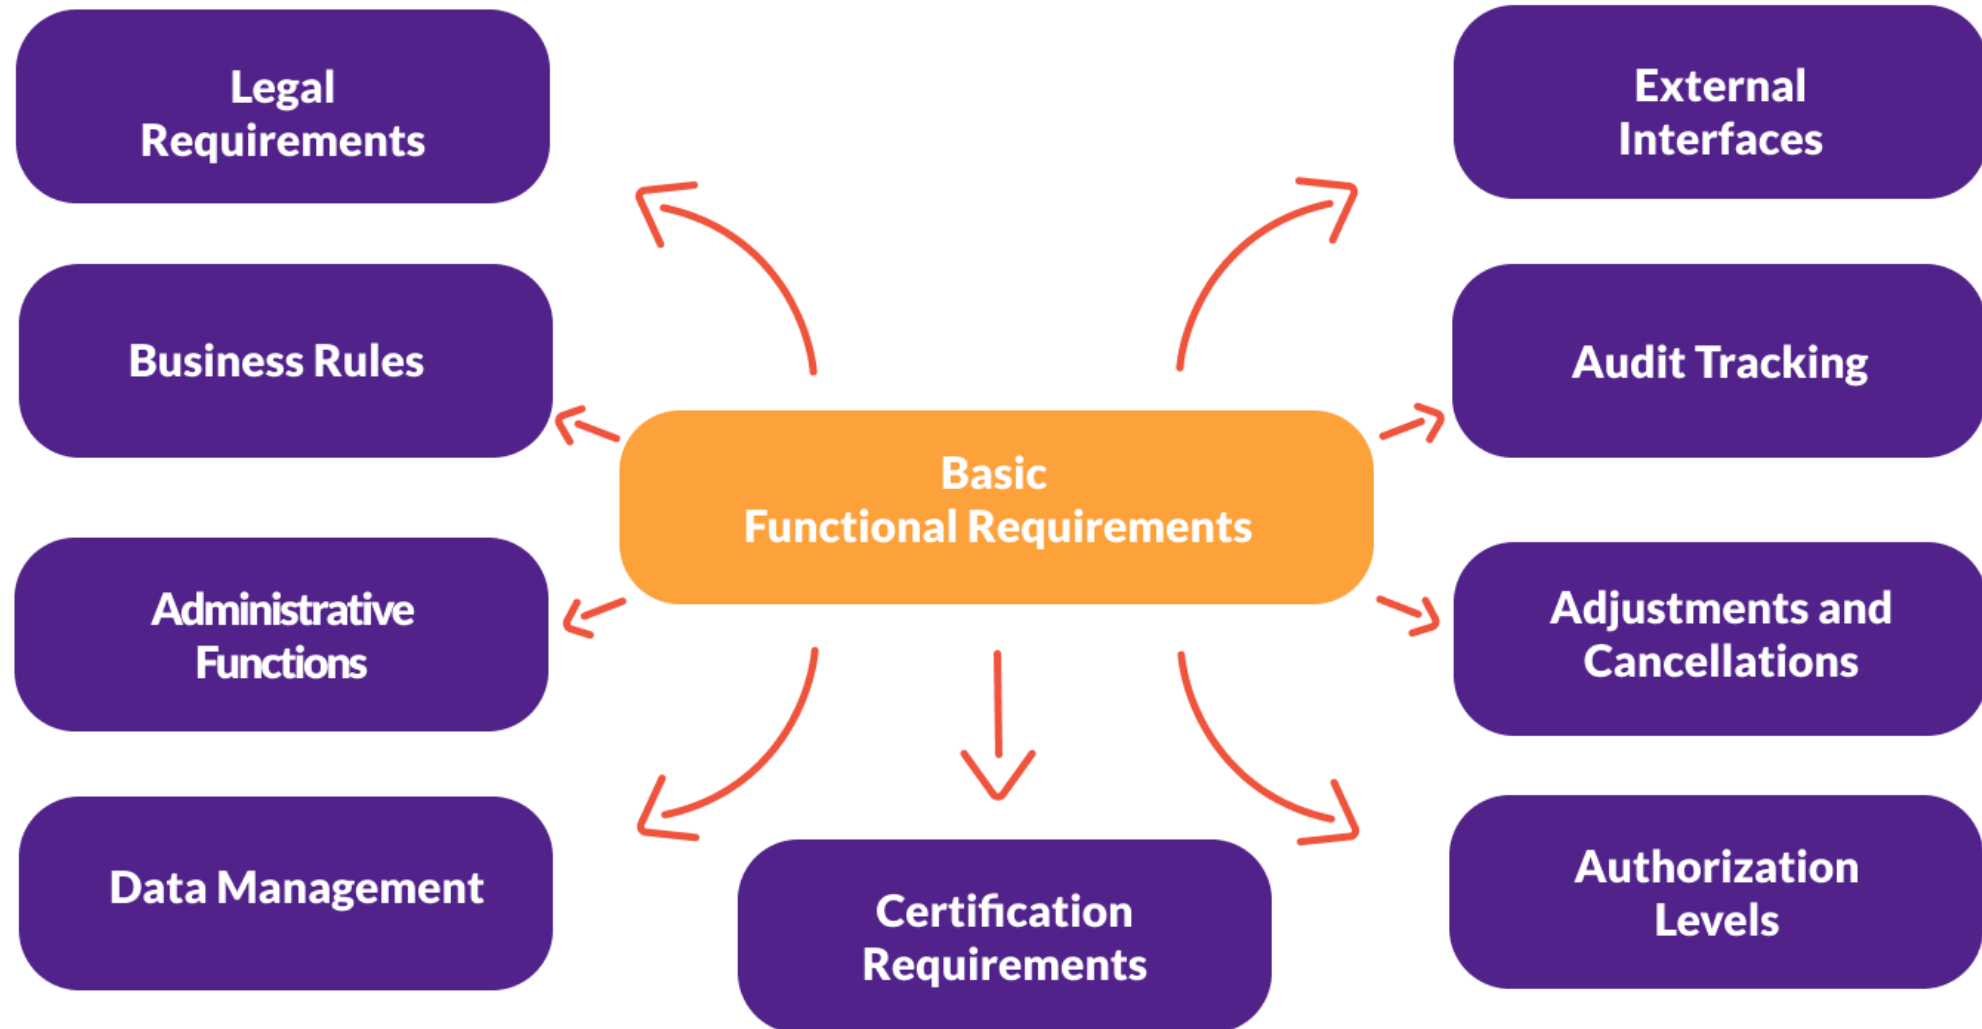 Legal
Requirements
External
Interfaces
Business Rules
Audit Tracking
Basic
Functional Requirements
Administrative
Functions
Adjustments and
Cancellations
Data Management
Certification
Requirements
Authorization
Levels